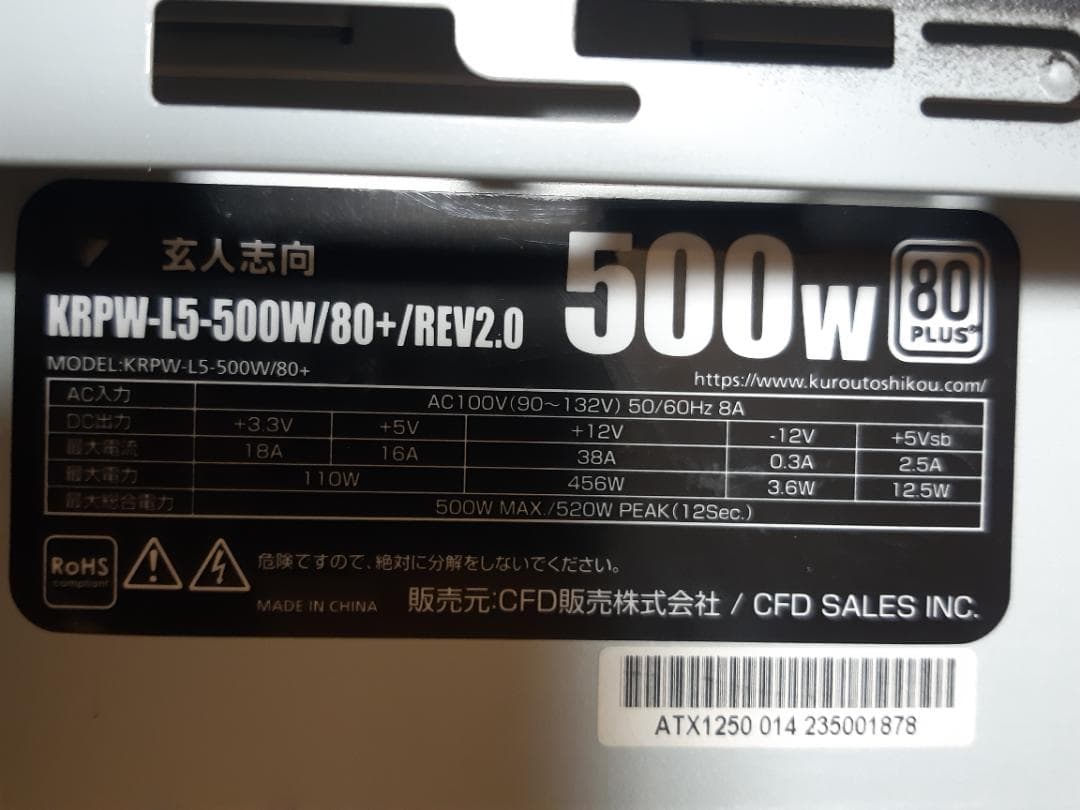 玄人志向
500W
80 PLUS
KRPW-L5-500W/80+/REV2.0
MODEL:KRPW-L5-500W/80+
https://www.kuroutoshikou.com/
AC入力 AC100V(90～132V) 50/60Hz 8A
DC出力 +3.3V +5V +12V -12V +5Vsb
最大電流 18A 16A 38A 0.3A 2.5A
最大電力 110W 456W 3.6W 12.5W
最大総合電力 500W MAX./520W PEAK(12Sec.)
RoHS
compliant
危険ですので、絶対に分解をしないでください。
MADE IN CHINA 販売元:CFD販売株式会社 / CFD SALES INC.
ATX1250 014 235001878